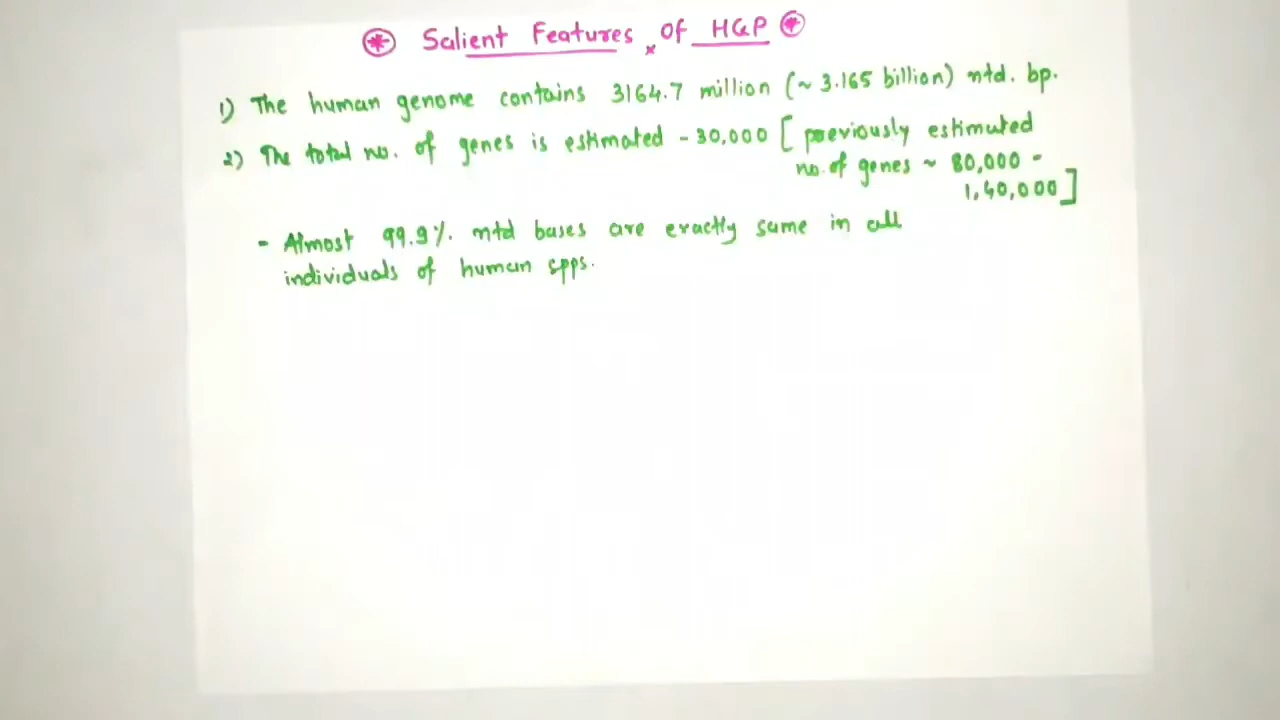 Salient Features of HGP
1) The human genome contains 3164.7 million (~ 3.165 billion) ntd. bp.
2) The total no. of genes is estimated - 30,000 [previously estimated
no. of genes ~ 80,000 -
1,40,000]
- Almost 99.9% ntd bases are exactly same in all
individuals of human spps.